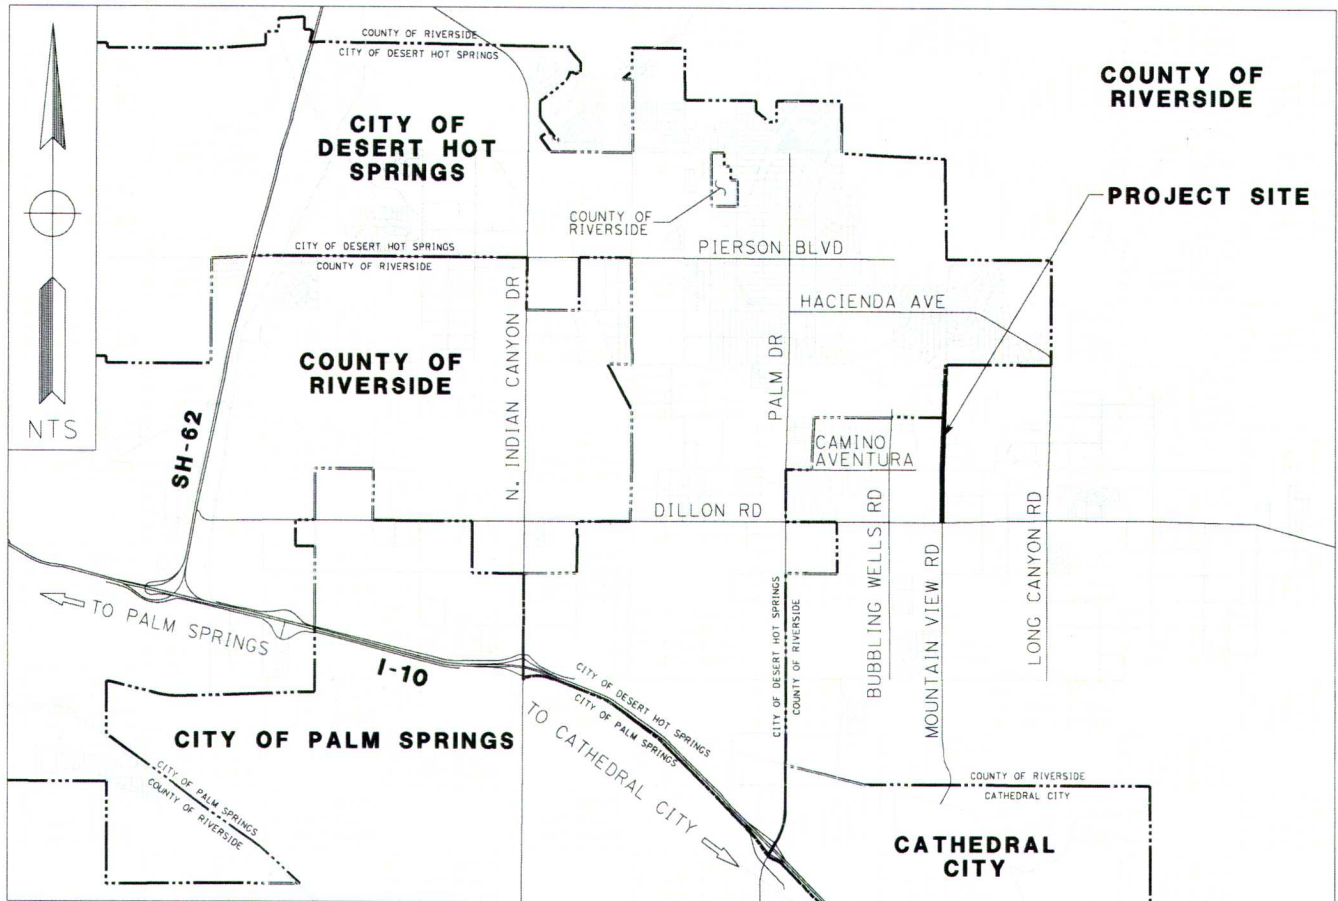 COUNTY OF RIVERSIDE
CITY OF DESERT HOT SPRINGS
COUNTY OF
RIVERSIDE
CITY OF
DESERT HOT
SPRINGS
PROJECT SITE
COUNTY OF
RIVERSIDE
CITY OF DESERT HOT SPRINGS
COUNTY OF RIVERSIDE
PIERSON BLVD
N. INDIAN CANYON DR
HACIENDA AVE
COUNTY OF
RIVERSIDE
PALM DR
NTS
SH-62
CAMINO
AVENTURA
DILLON RD
BUBBLING WELLS RD
MOUNTAIN VIEW RD
LONG CANYON RD
TO PALM SPRINGS
I-10
CITY OF DESERT HOT SPRINGS
COUNTY OF RIVERSIDE
CITY OF DESERT HOT SPRINGS
CITY OF PALM SPRINGS
CITY OF PALM SPRINGS
TO CATHEDRAL CITY
CITY OF PALM SPRINGS
COUNTY OF RIVERSIDE
COUNTY OF RIVERSIDE
CATHEDRAL CITY
CATHEDRAL
CITY